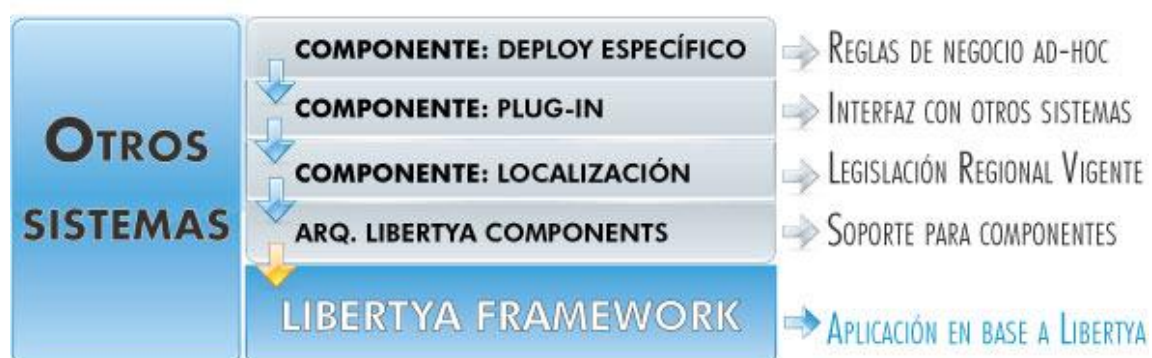 OTROS
SISTEMAS
COMPONENTE: DEPLOY ESPECÍFICO
REGLAS DE NEGOCIO AD-HOC
COMPONENTE: PLUG-IN
INTERFAZ CON OTROS SISTEMAS
COMPONENTE: LOCALIZACIÓN
LEGISLACIÓN REGIONAL VIGENTE
ARQ. LIBERTYA COMPONENTS
SOPORTE PARA COMPONENTES
LIBERTYA FRAMEWORK
APLICACIÓN EN BASE A LIBERTYA